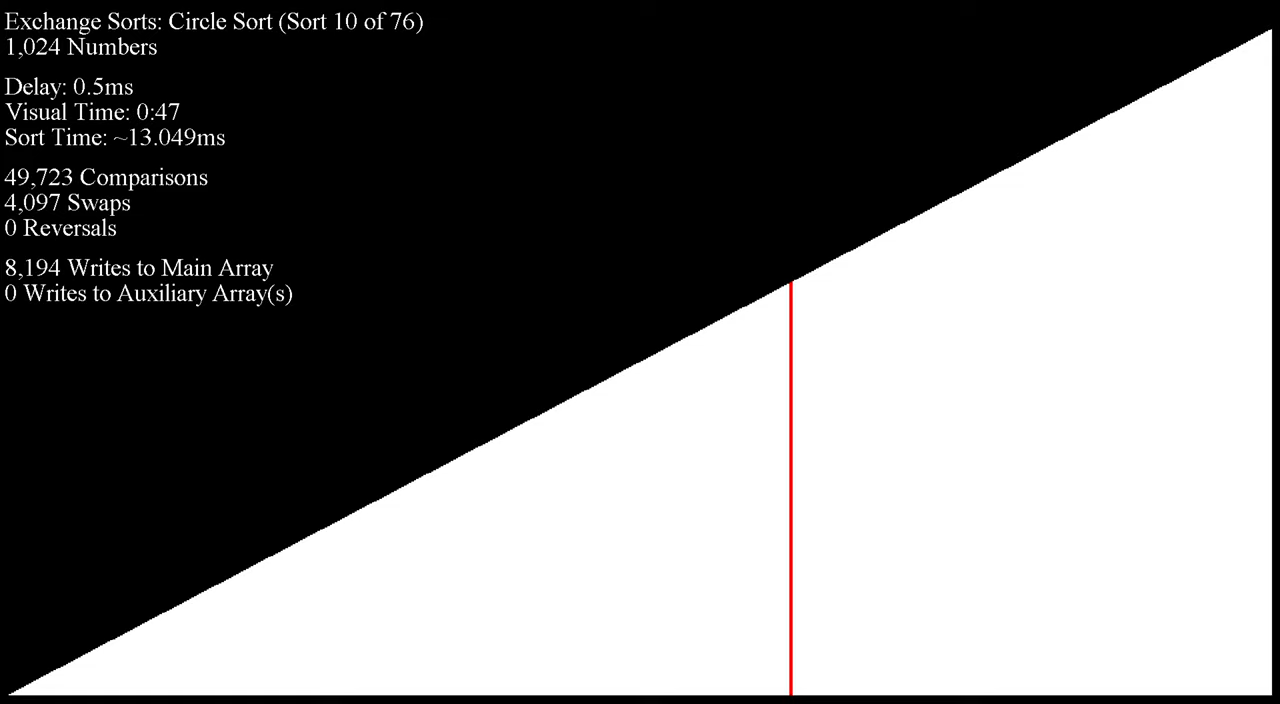 Exchange Sorts: Circle Sort (Sort 10 of 76)
1,024 Numbers
Delay: 0.5ms
Visual Time: 0:47
Sort Time: ~13.049ms
49,723 Comparisons
4,097 Swaps
0 Reversals
8,194 Writes to Main Array
0 Writes to Auxiliary Array(s)